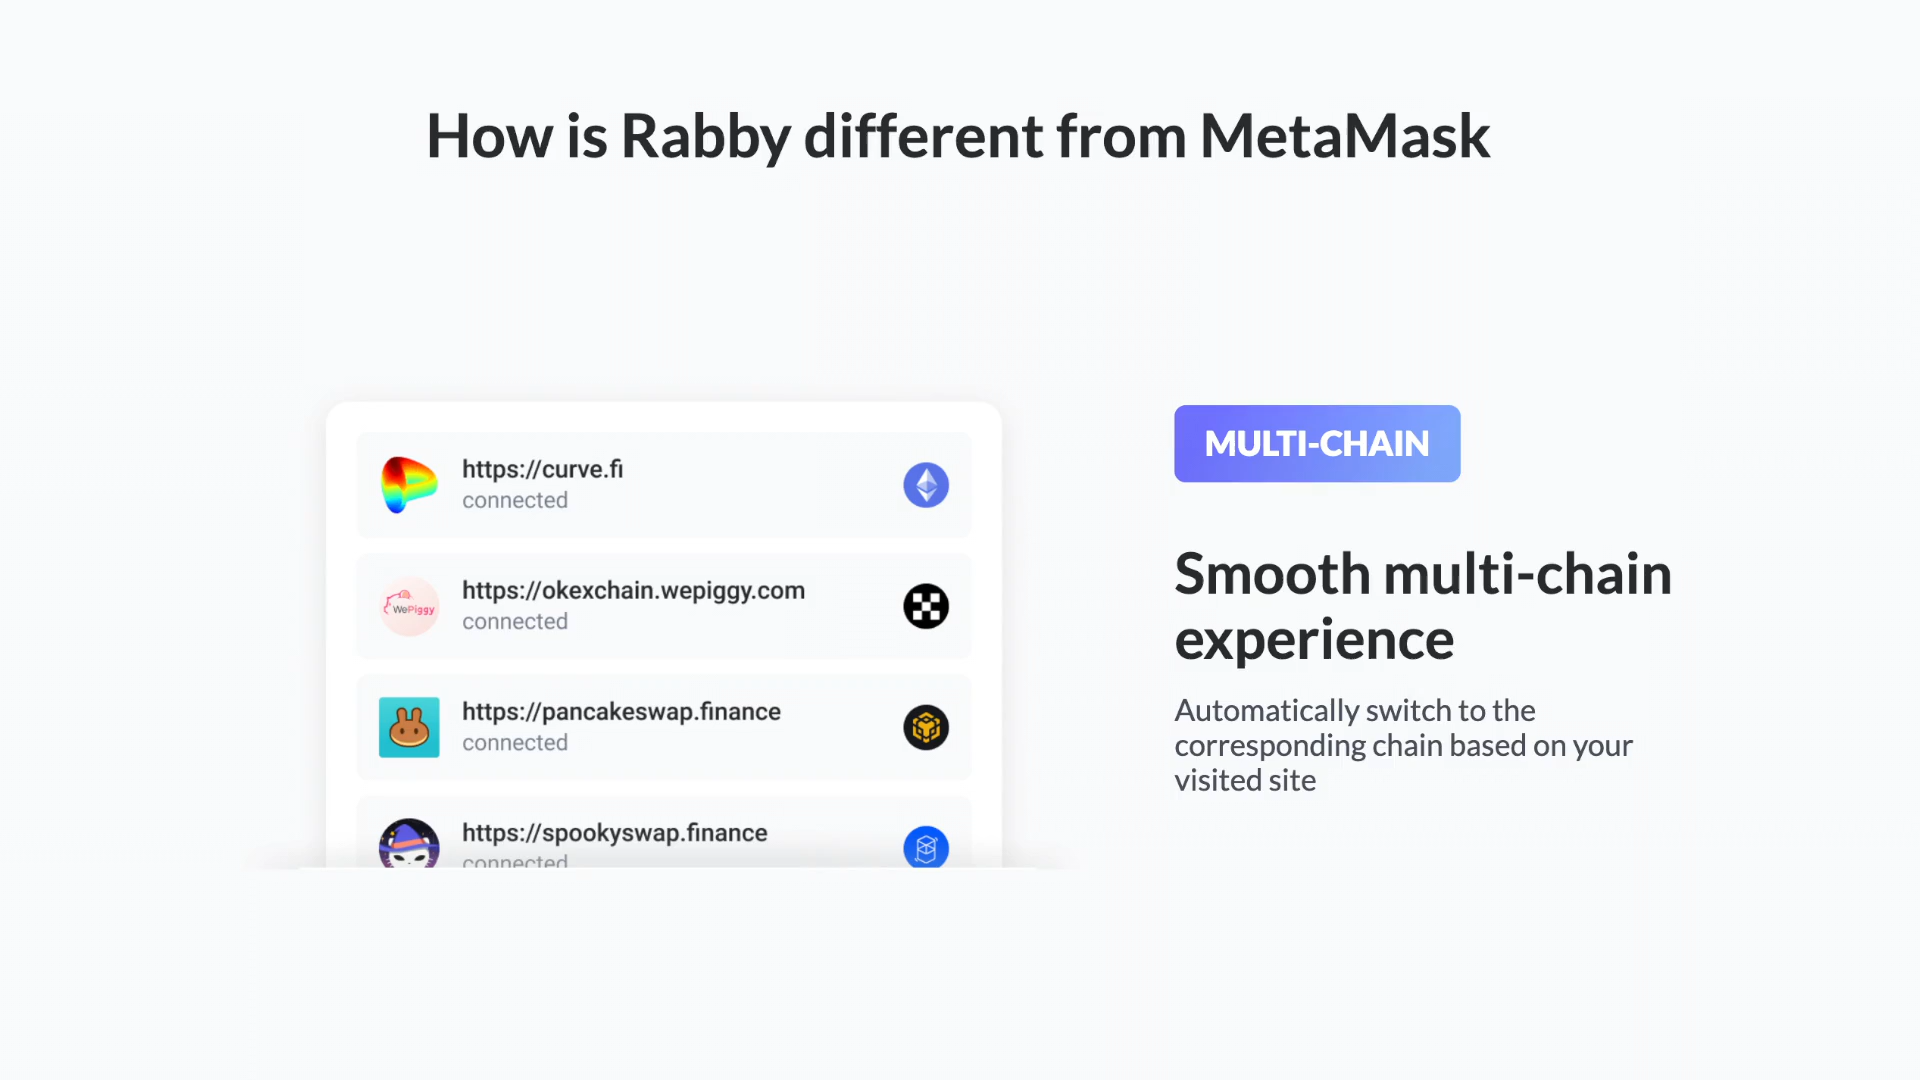 How is Rabby different from MetaMask
https://curve.fi
connected
WePiggy
https://okexchain.wepiggy.com
connected
https://pancakeswap.finance
connected
https://spookyswap.finance
connected
MULTI-CHAIN
Smooth multi-chain
experience
Automatically switch to the
corresponding chain based on your
visited site